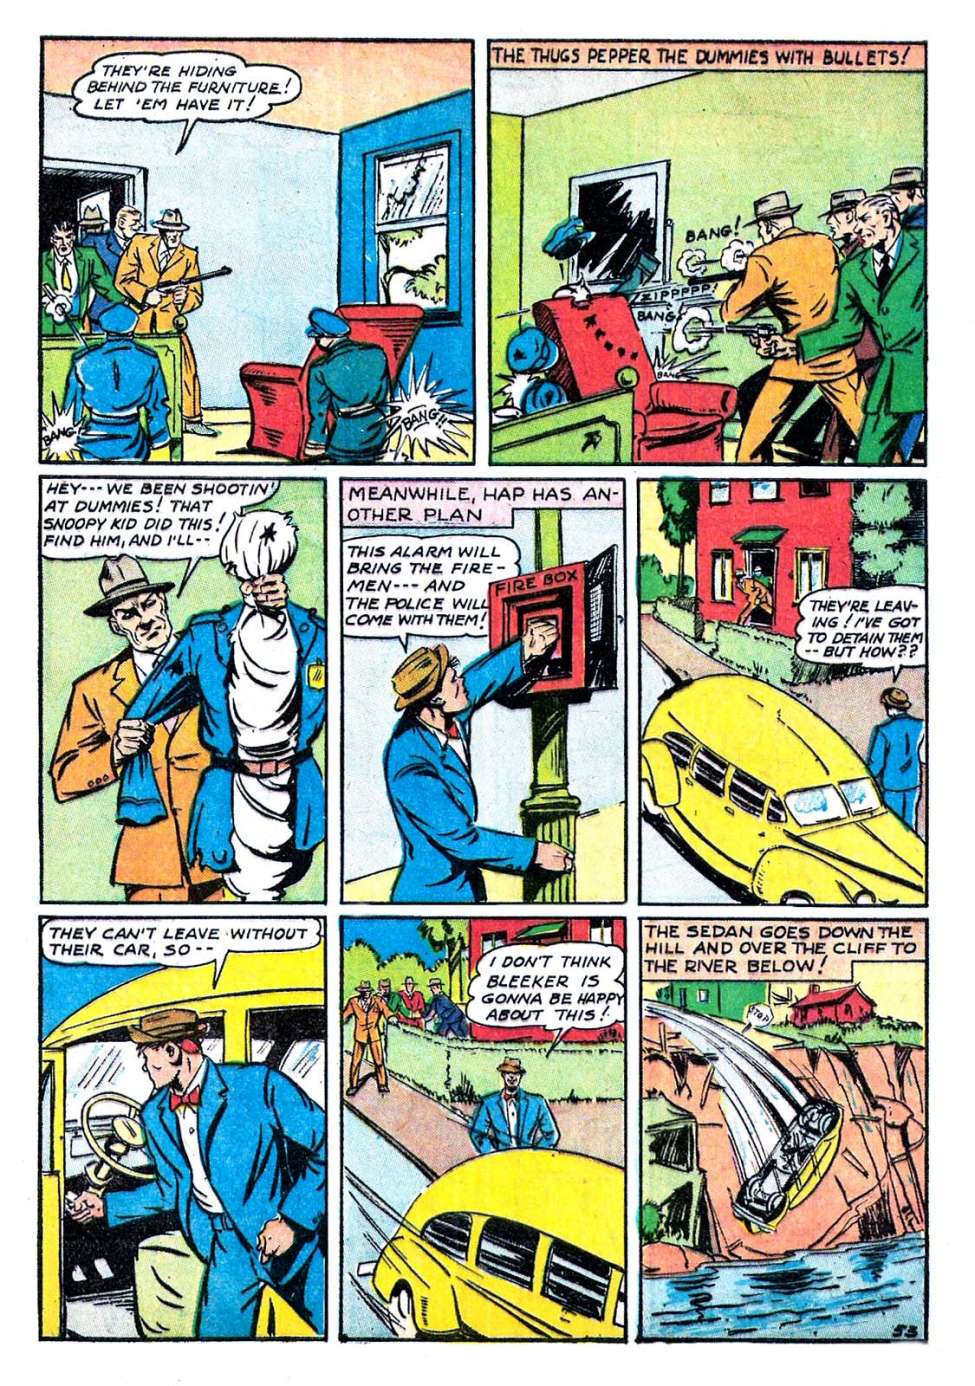 THEY'RE HIDING
BEHIND THE FURNITURE!
LET 'EM HAVE IT!
BANG!
BANG!!
THE THUGS PEPPER THE DUMMIES WITH BULLETS!
BANG!
ZIPPPPP!
BANG!
BANG
HEY--- WE BEEN SHOOTIN'
AT DUMMIES! THAT
SNOOPY KID DID THIS!
FIND HIM, AND I'LL--
MEANWHILE, HAP HAS AN-
OTHER PLAN
THIS ALARM WILL
BRING THE FIRE-
MEN--- AND
THE POLICE WILL
COME WITH THEM!
FIRE BOX
THEY'RE LEAV-
ING! I'VE GOT
TO DETAIN THEM
-- BUT HOW??
THEY CAN'T LEAVE WITHOUT
THEIR CAR, SO --
I DON'T THINK
BLEEKER IS
GONNA BE HAPPY
ABOUT THIS!
THE SEDAN GOES DOWN THE
HILL AND OVER THE CLIFF TO
THE RIVER BELOW!
STOP!
53